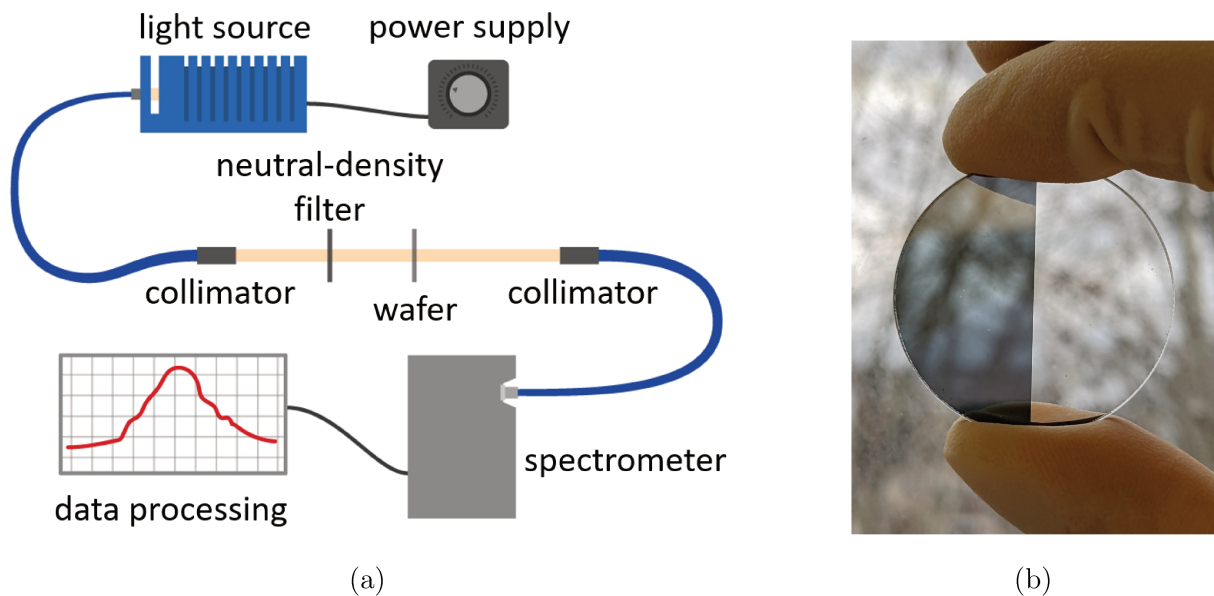 light source
power supply
neutral-density
filter
collimator
wafer
collimator
data processing
spectrometer
(a)
(b)